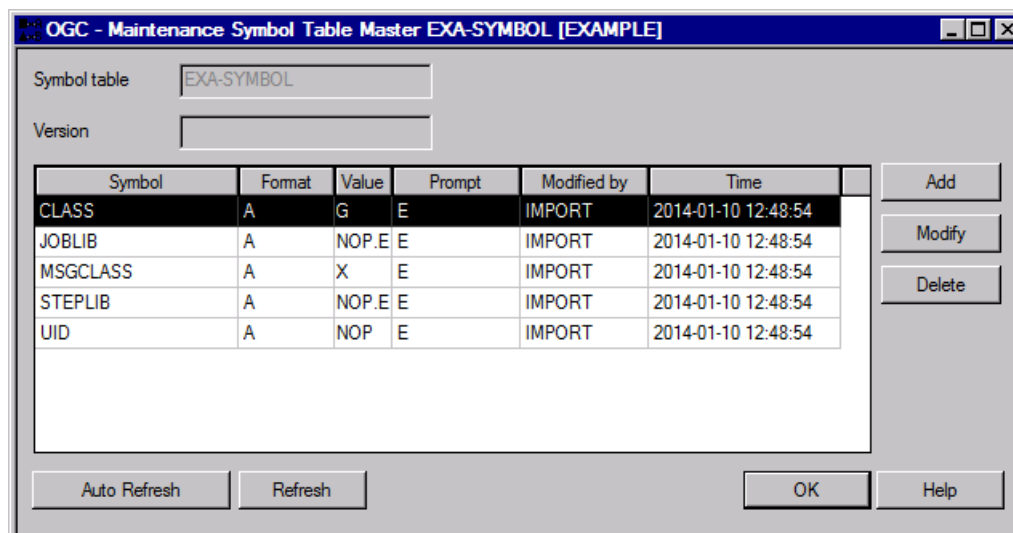 OGC - Maintenance Symbol Table Master EXA-SYMBOL [EXAMPLE]
Symbol table EXA-SYMBOL
Version
Symbol Format Value Prompt Modified by Time
CLASS A G E IMPORT 2014-01-10 12:48:54
JOBLIB A NOP.E E IMPORT 2014-01-10 12:48:54
MSGCLASS A X E IMPORT 2014-01-10 12:48:54
STEPLIB A NOP.E E IMPORT 2014-01-10 12:48:54
UID A NOP E IMPORT 2014-01-10 12:48:54
Add
Modify
Delete
Auto Refresh Refresh OK Help